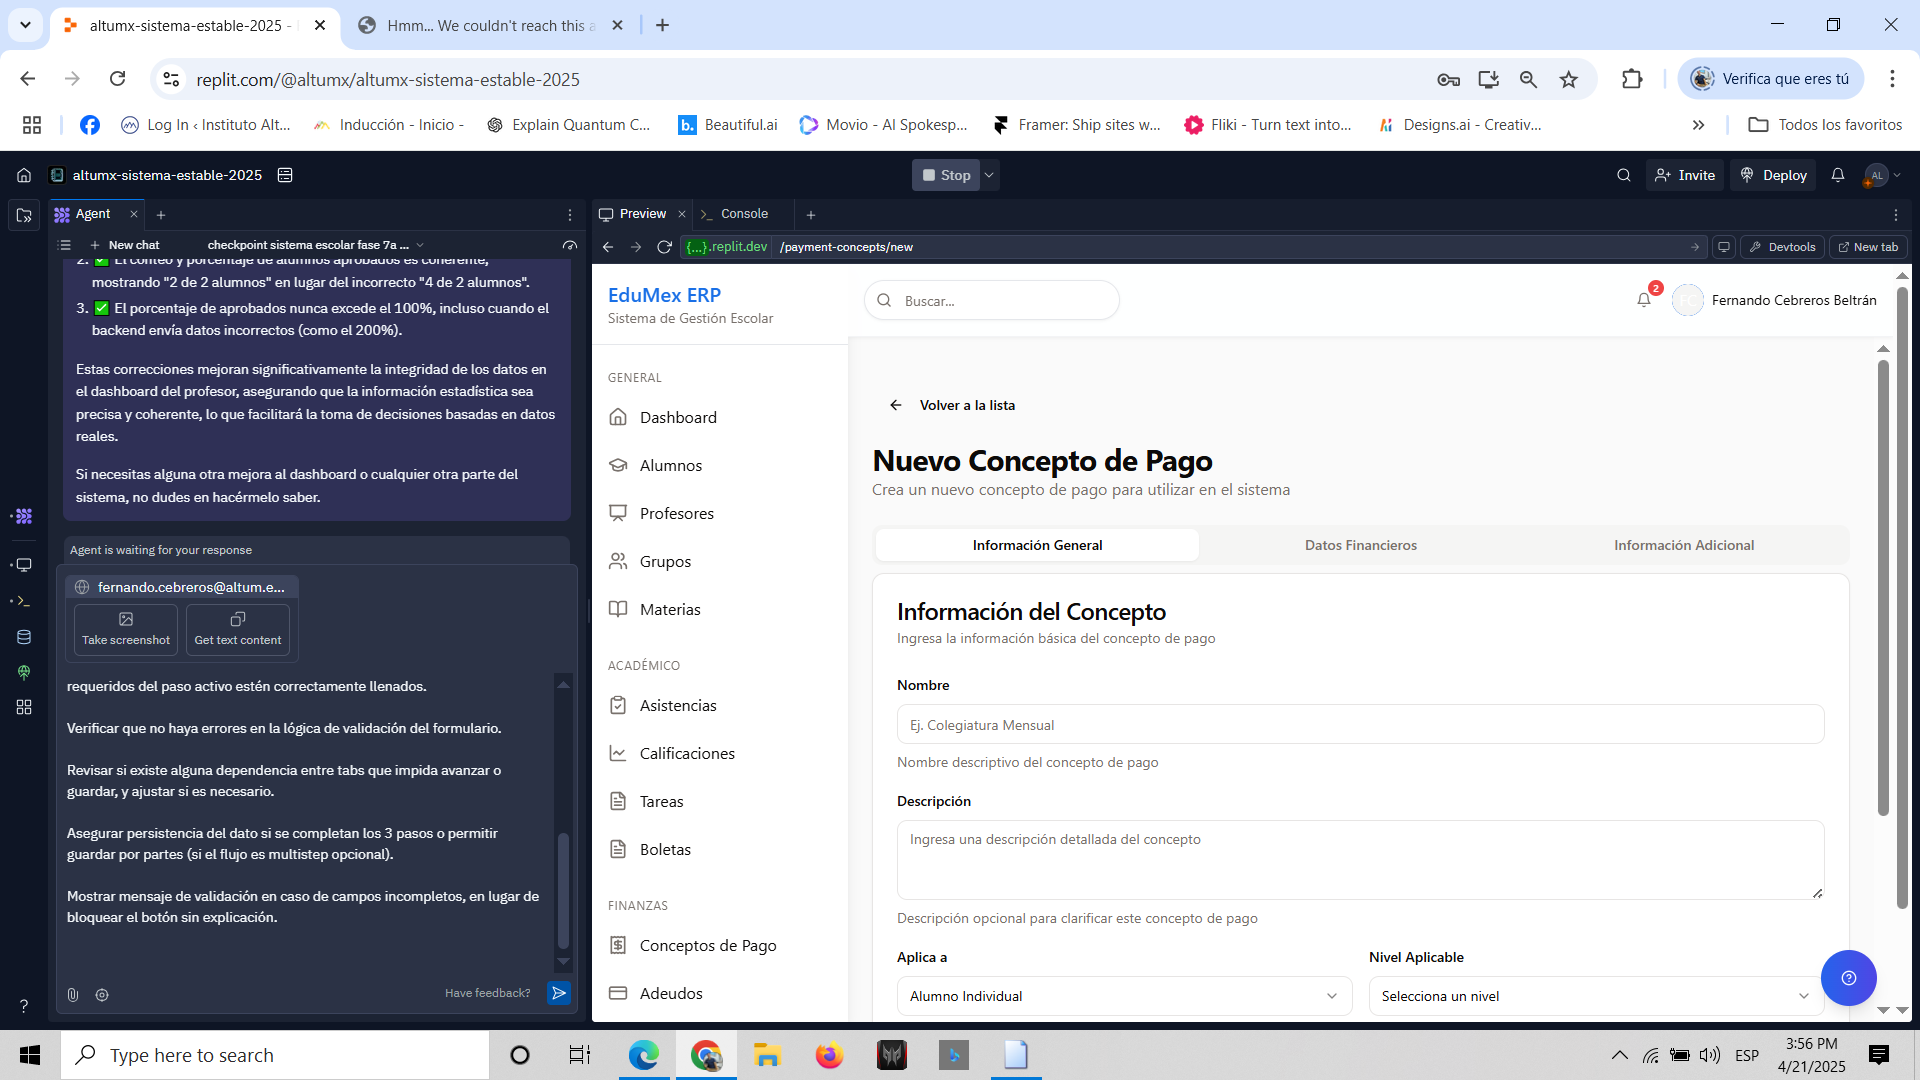 altumx-sistema-estable-2025 -
Hmm... We couldn't reach this a
replit.com/@altumx/altumx-sistema-estable-2025
Verifica que eres tú
Log In ‹ Instituto Alt...
Inducción - Inicio -
Explain Quantum C...
b.
Beautiful.ai
Movio - AI Spokesp...
Framer: Ship sites w...
Fliki - Turn text into...
Designs.ai - Creativ...
Todos los favoritos
altumx-sistema-estable-2025
Stop
Invite
Deploy
AL
Agent
Preview
Console
New chat
checkpoint sistema escolar fase 7a ...
{...}.replit.dev
/payment-concepts/new
Devtools
New tab
2. ✅ El conteo y porcentaje de alumnos aprobados es coherente,
mostrando "2 de 2 alumnos" en lugar del incorrecto "4 de 2 alumnos".
3. ✅ El porcentaje de aprobados nunca excede el 100%, incluso cuando el
backend envía datos incorrectos (como el 200%).
Estas correcciones mejoran significativamente la integridad de los datos en
el dashboard del profesor, asegurando que la información estadística sea
precisa y coherente, lo que facilitará la toma de decisiones basadas en datos
reales.
Si necesitas alguna otra mejora al dashboard o cualquier otra parte del
sistema, no dudes en hacérmelo saber.
Agent is waiting for your response
fernando.cebreros@altum.e...
Take screenshot
Get text content
requeridos del paso activo estén correctamente llenados.
Verificar que no haya errores en la lógica de validación del formulario.
Revisar si existe alguna dependencia entre tabs que impida avanzar o
guardar, y ajustar si es necesario.
Asegurar persistencia del dato si se completan los 3 pasos o permitir
guardar por partes (si el flujo es multistep opcional).
Mostrar mensaje de validación en caso de campos incompletos, en lugar de
bloquear el botón sin explicación.
Have feedback?
EduMex ERP
Sistema de Gestión Escolar
GENERAL
Dashboard
Alumnos
Profesores
Grupos
Materias
ACADÉMICO
Asistencias
Calificaciones
Tareas
Boletas
FINANZAS
Conceptos de Pago
Adeudos
Buscar...
2
FC
Fernando Cebreros Beltrán
Volver a la lista
Nuevo Concepto de Pago
Crea un nuevo concepto de pago para utilizar en el sistema
Información General
Datos Financieros
Información Adicional
Información del Concepto
Ingresa la información básica del concepto de pago
Nombre
Ej. Colegiatura Mensual
Nombre descriptivo del concepto de pago
Descripción
Ingresa una descripción detallada del concepto
Descripción opcional para clarificar este concepto de pago
Aplica a
Nivel Aplicable
Alumno Individual
Selecciona un nivel
Type here to search
ESP
3:56 PM
4/21/2025